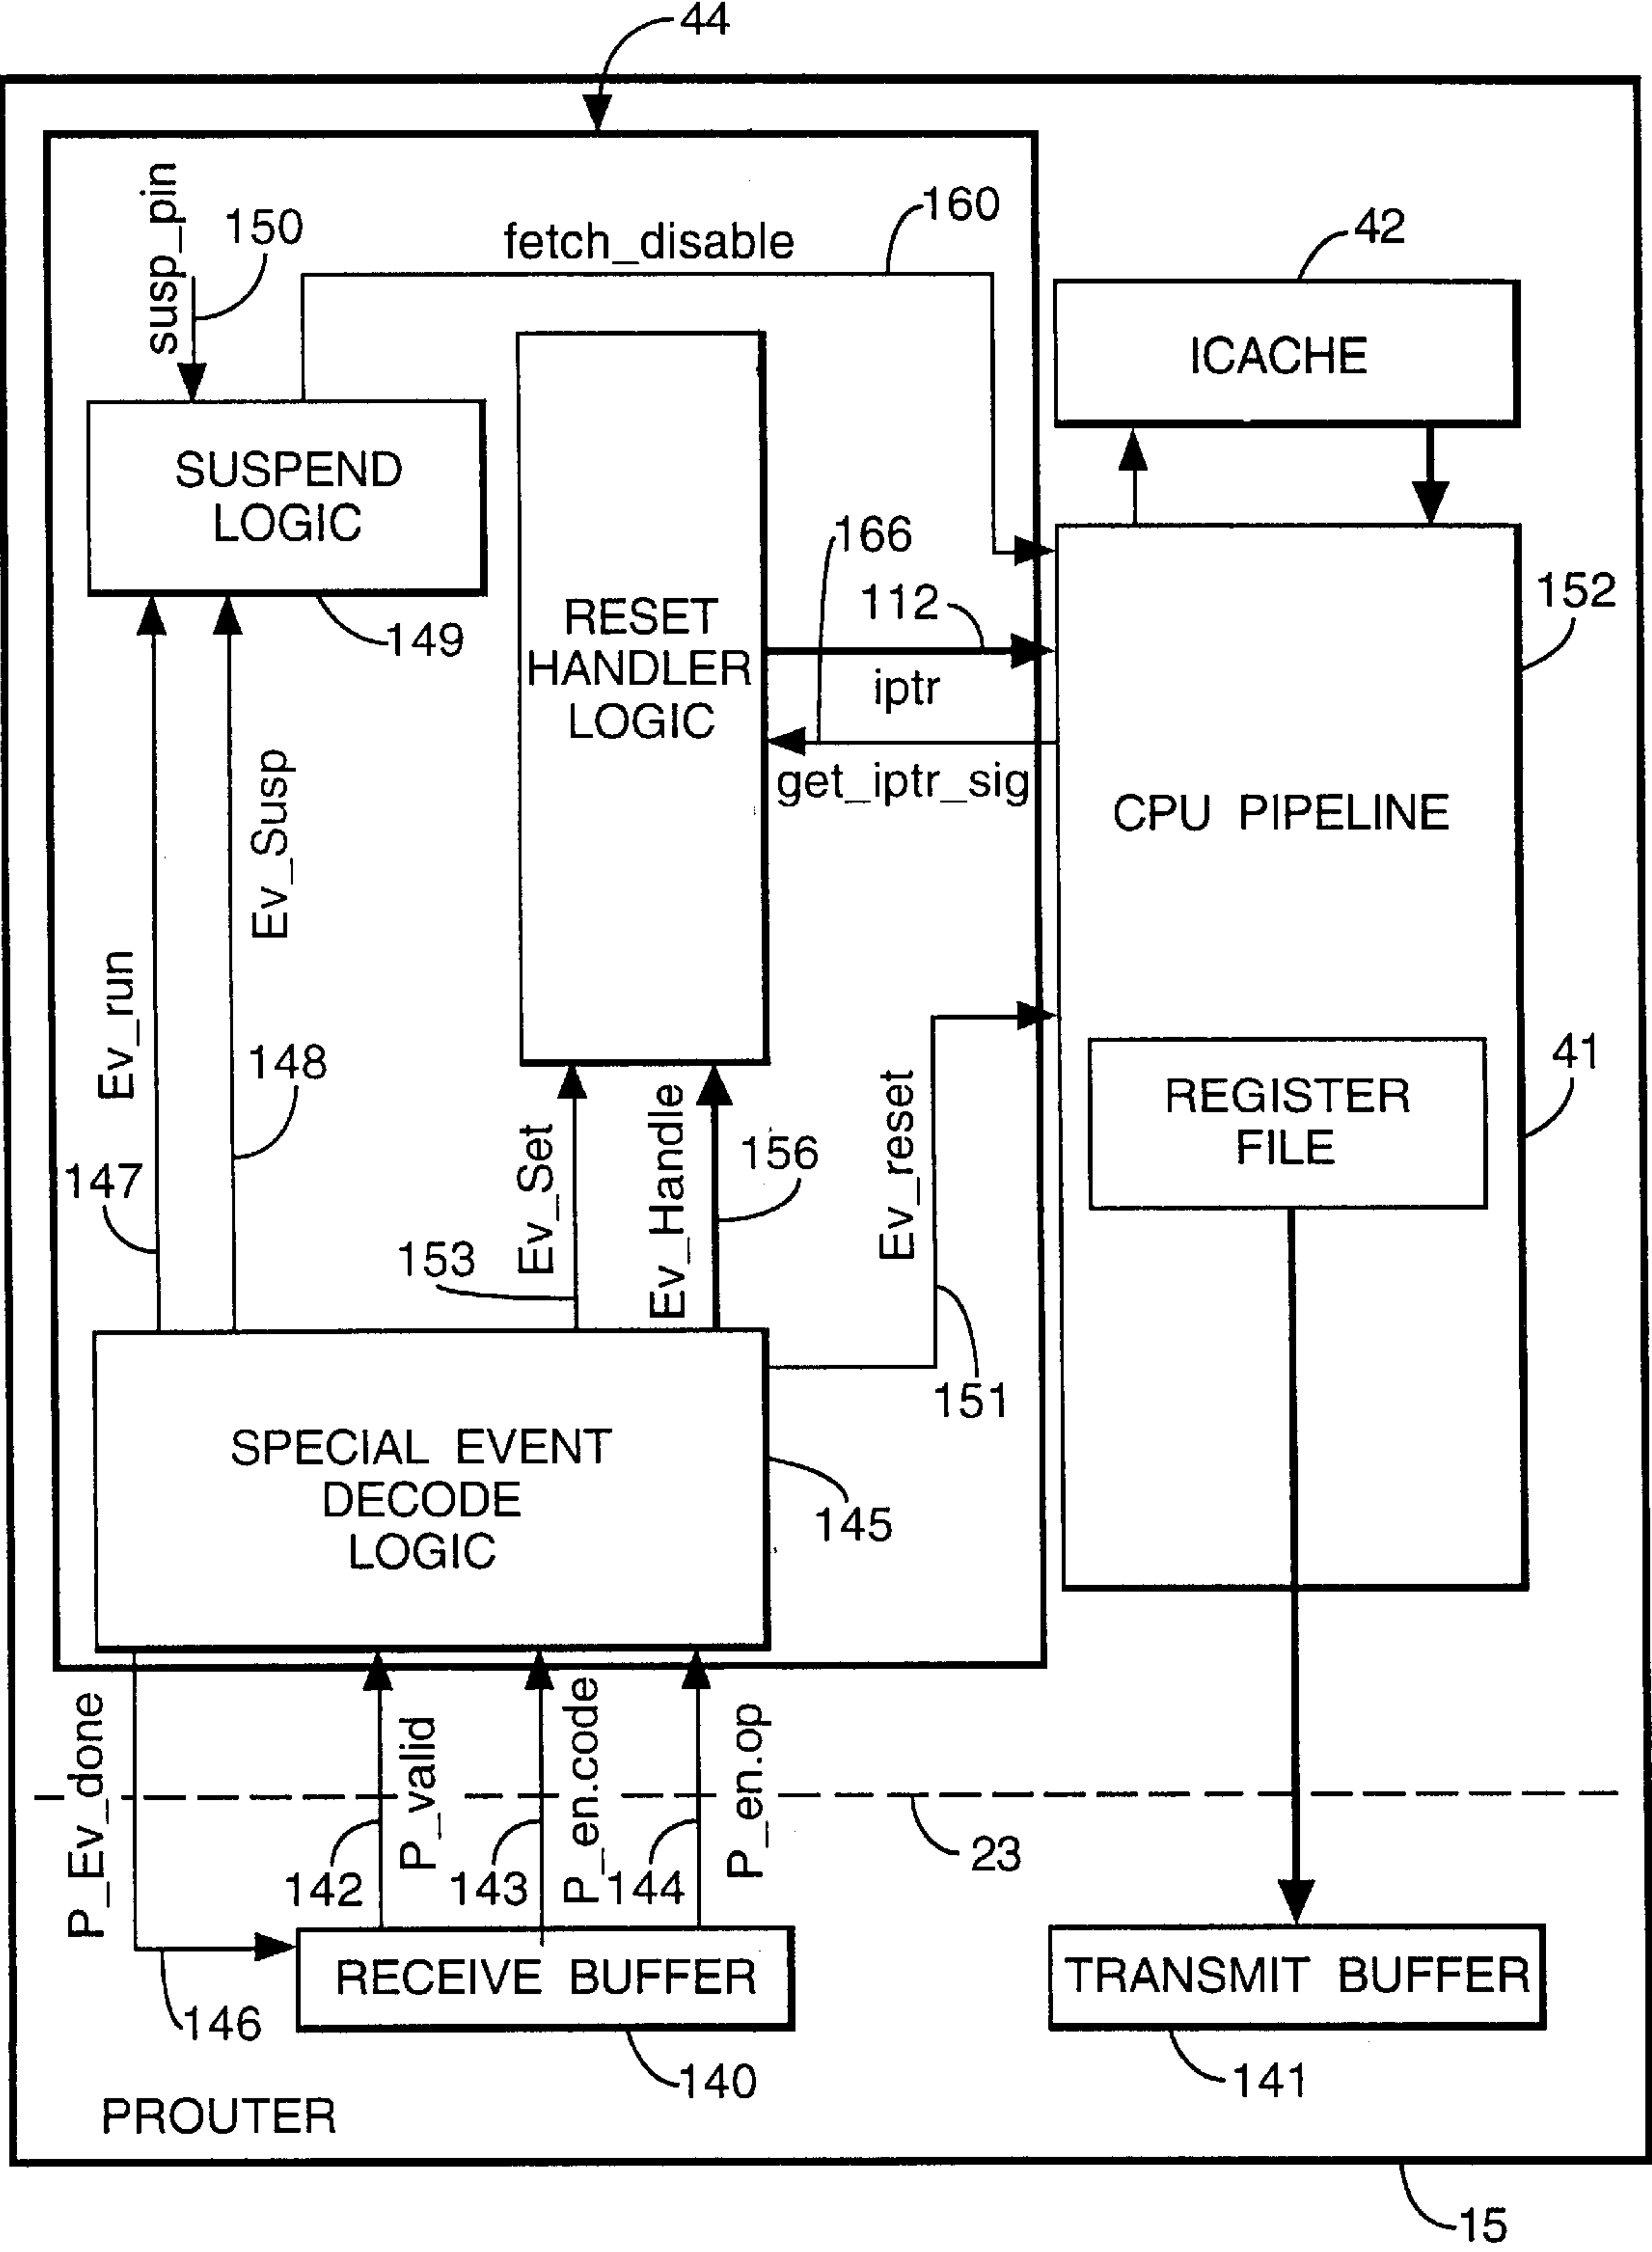 44
susp_pin
150
fetch_disable
160
42
ICACHE
SUSPEND
LOGIC
149
166
112
iptr
get_iptr_sig
RESET
HANDLER
LOGIC
152
CPU PIPELINE
Ev_run
Ev_Susp
148
147
153
Ev_Set
Ev_Handle
156
Ev_reset
151
REGISTER
FILE
41
SPECIAL EVENT
DECODE
LOGIC
145
P_Ev_done
P_valid
P_en.code
P_en.op
142
143
144
23
146
RECEIVE BUFFER
TRANSMIT BUFFER
140
141
PROUTER
15